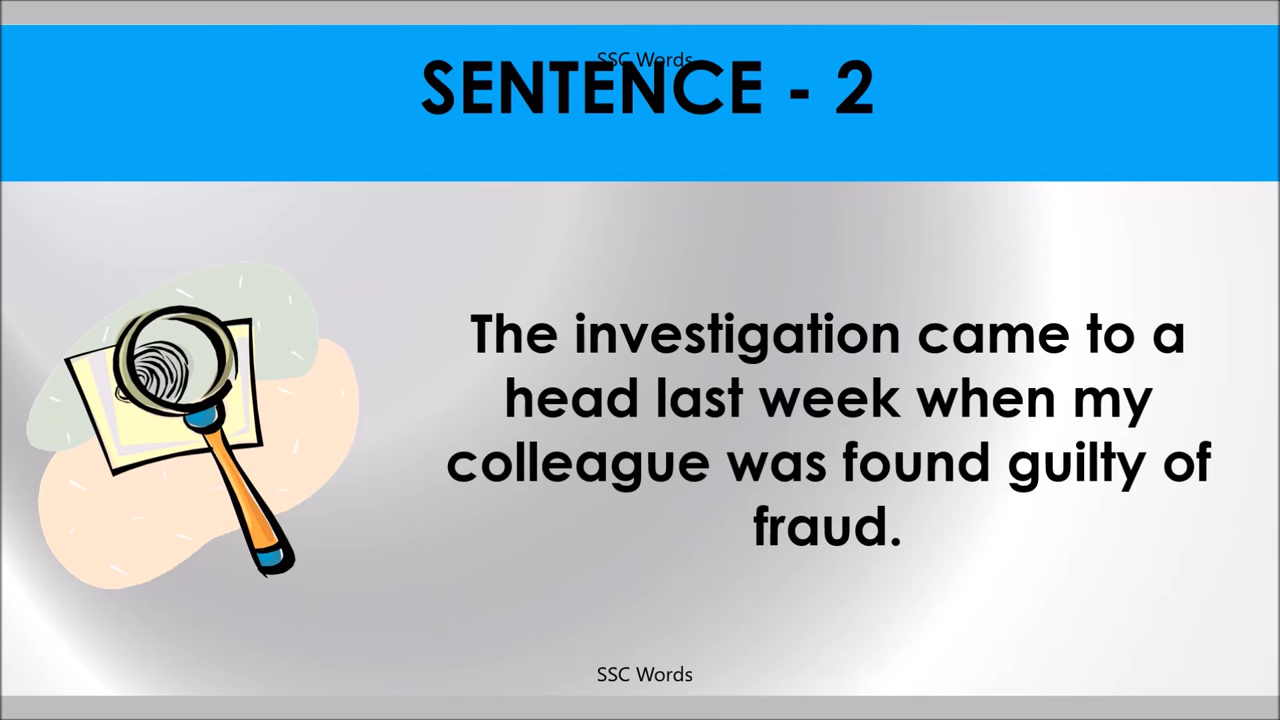 SSC Words
SENTENCE - 2
The investigation came to a
head last week when my
colleague was found guilty of
fraud.
SSC Words